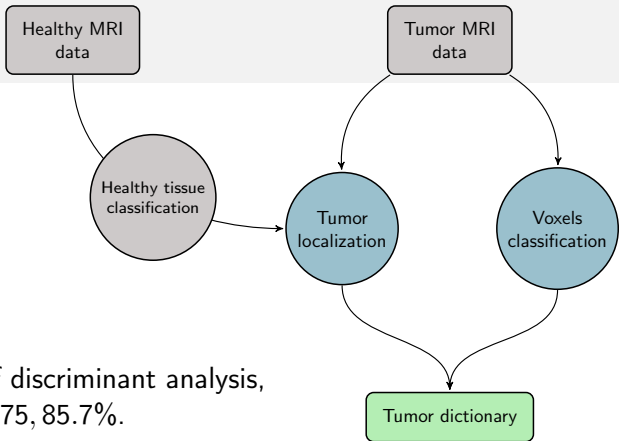 Healthy MRI
data
Tumor MRI
data
Healthy tissue
classification
Tumor
localization
Voxels
classification
discriminant analysis,
75, 85.7%.
Tumor dictionary